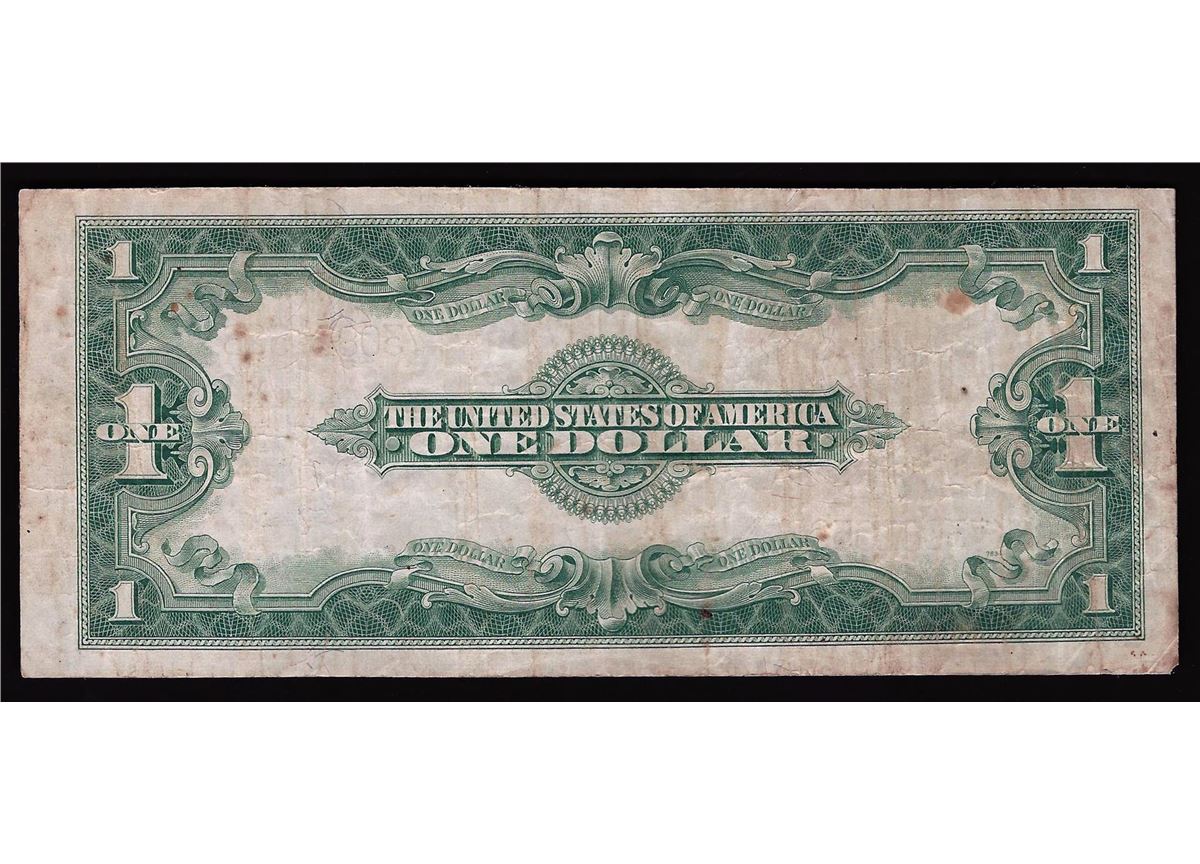 1 1
ONE DOLLAR ONE DOLLAR
THE UNITED STATES OF AMERICA
ONE ONE DOLLAR ONE
1 1
ONE DOLLAR ONE DOLLAR
1 1